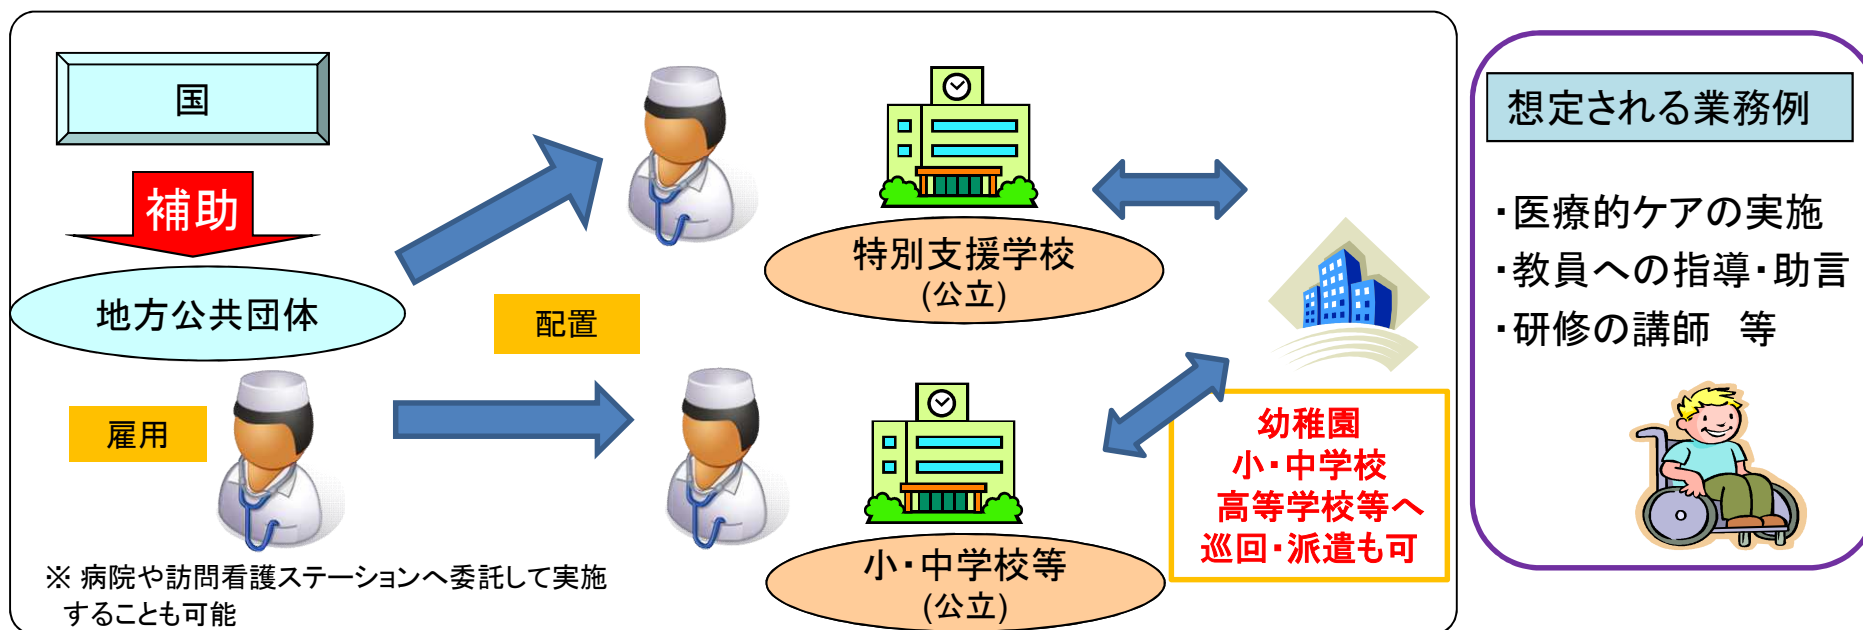 国
補助
地方公共団体
雇用
配置
特別支援学校
(公立)
小・中学校等
(公立)
幼稚園
小・中学校
高等学校等へ
巡回・派遣も可
※ 病院や訪問看護ステーションへ委託して実施
することも可能
想定される業務例
・医療的ケアの実施
・教員への指導・助言
・研修の講師　等